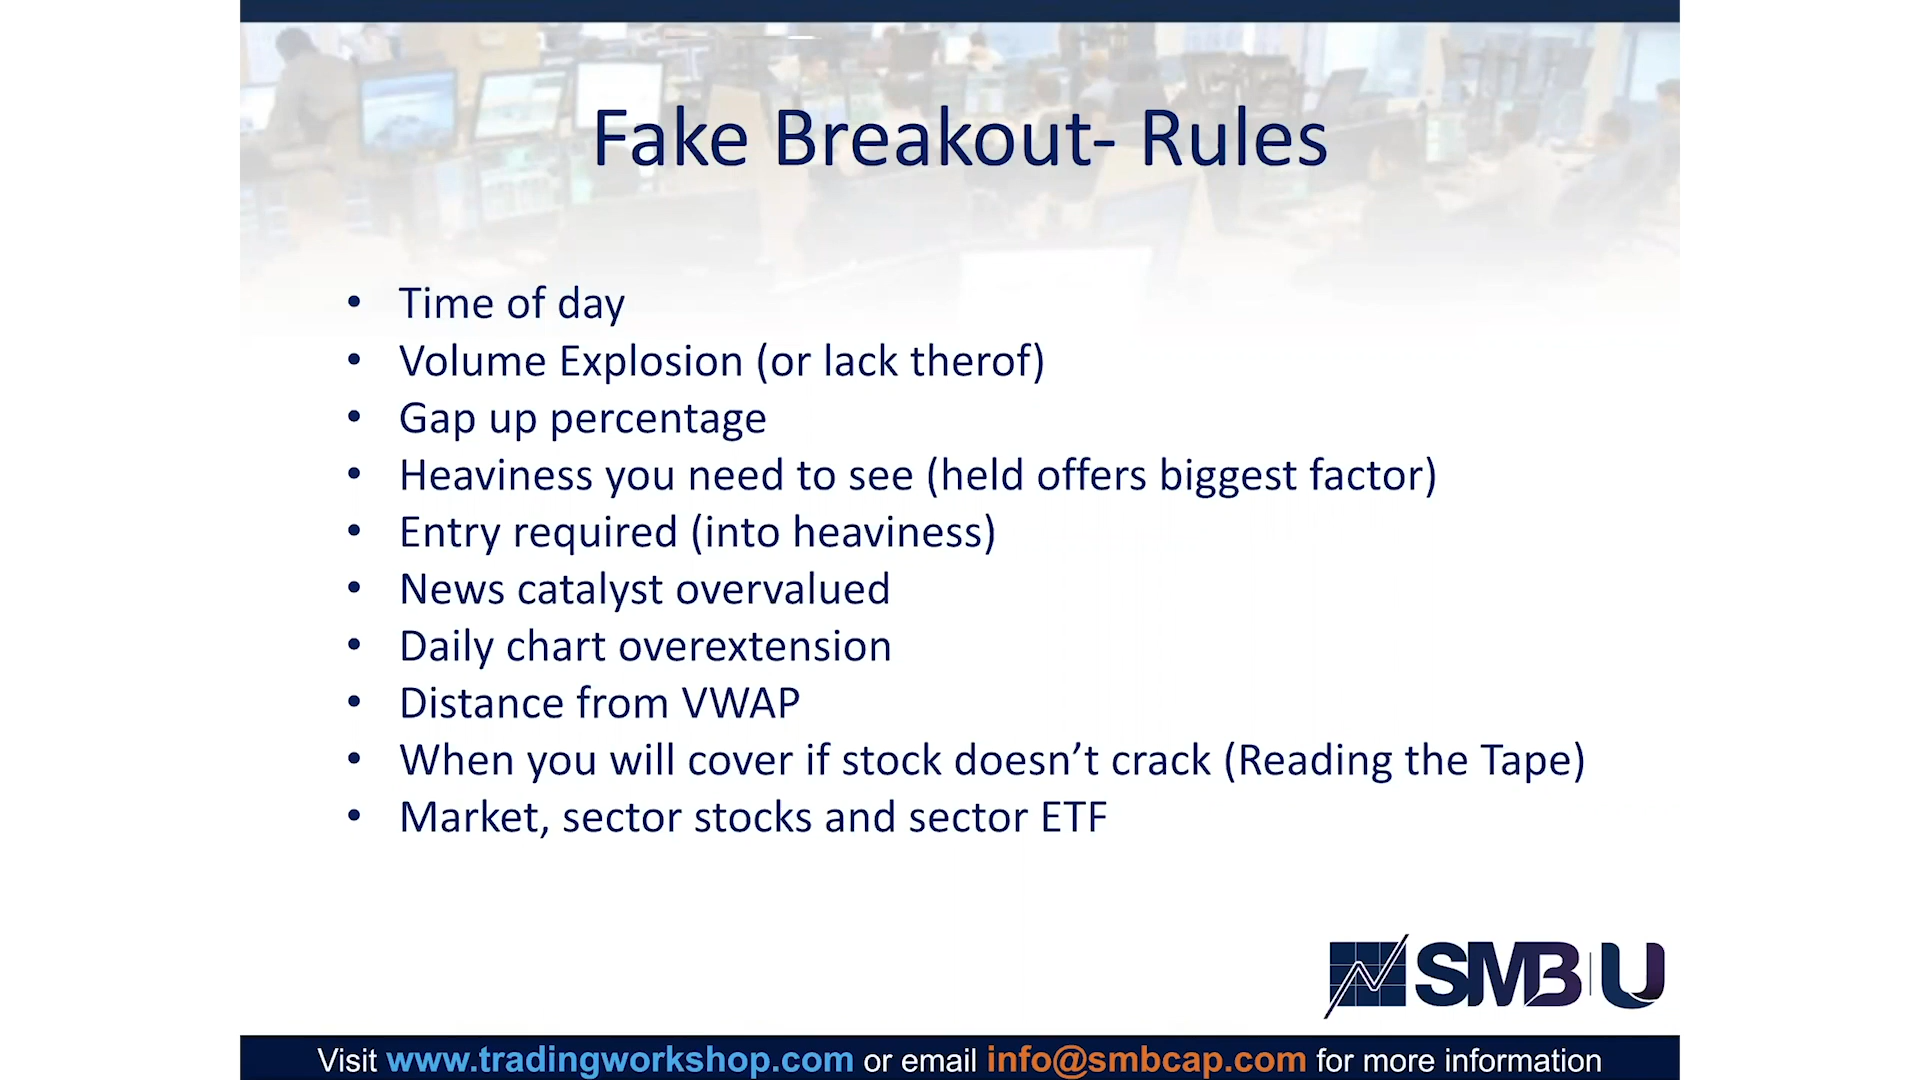 Fake Breakout- Rules
• Time of day
• Volume Explosion (or lack therof)
• Gap up percentage
• Heaviness you need to see (held offers biggest factor)
• Entry required (into heaviness)
• News catalyst overvalued
• Daily chart overextension
• Distance from VWAP
• When you will cover if stock doesn’t crack (Reading the Tape)
• Market, sector stocks and sector ETF
SMB U
Visit www.tradingworkshop.com or email info@smbcap.com for more information